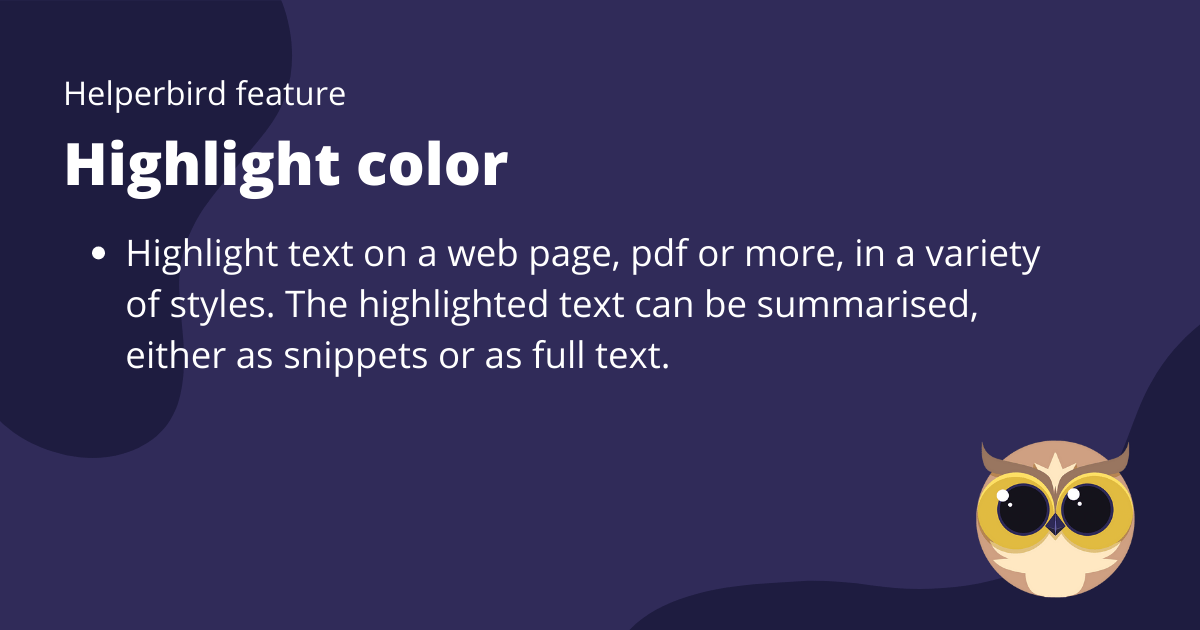 Helperbird feature
Highlight color
• Highlight text on a web page, pdf or more, in a variety
of styles. The highlighted text can be summarised,
either as snippets or as full text.